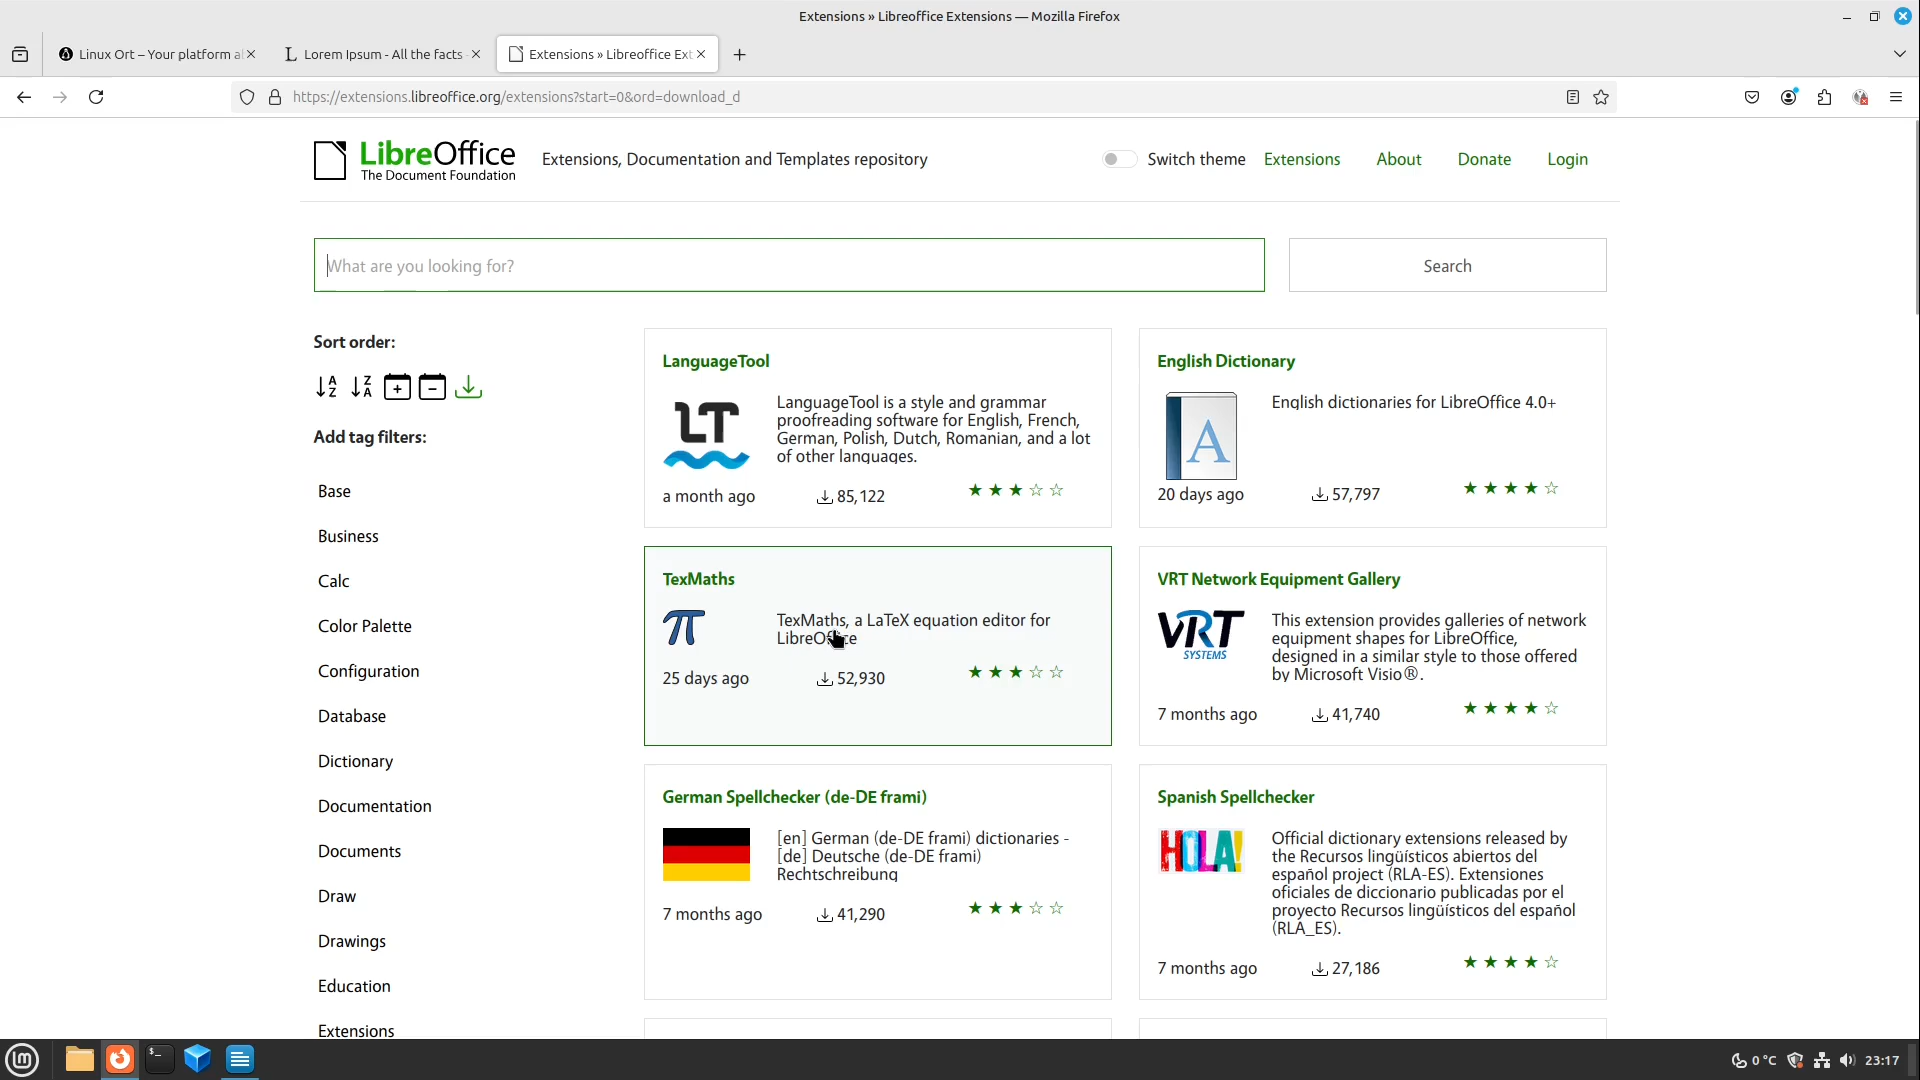 Extensions » Libreoffice Extensions — Mozilla Firefox
Linux Ort – Your platform a
Lorem Ipsum - All the facts
Extensions » Libreoffice Ext
https://extensions.libreoffice.org/extensions?start=0&ord=download_d
LibreOffice
The Document Foundation
Extensions, Documentation and Templates repository
Switch theme
Extensions
About
Donate
Login
What are you looking for?
Search
Sort order:
Add tag filters:
Base
Business
Calc
Color Palette
Configuration
Database
Dictionary
Documentation
Documents
Draw
Drawings
Education
Extensions
LanguageTool
LT
LanguageTool is a style and grammar
proofreading software for English, French,
German, Polish, Dutch, Romanian, and a lot
of other languages.
a month ago
85,122
English Dictionary
A
English dictionaries for LibreOffice 4.0+
20 days ago
57,797
TexMaths
π
TexMaths, a LaTeX equation editor for
LibreOffice
25 days ago
52,930
VRT Network Equipment Gallery
VRT
SYSTEMS
This extension provides galleries of network
equipment shapes for LibreOffice,
designed in a similar style to those offered
by Microsoft Visio®.
7 months ago
41,740
German Spellchecker (de-DE frami)
[en] German (de-DE frami) dictionaries -
[de] Deutsche (de-DE frami)
Rechtschreibung
7 months ago
41,290
Spanish Spellchecker
HOLA!
Official dictionary extensions released by
the Recursos lingüísticos abiertos del
español project (RLA-ES). Extensiones
oficiales de diccionario publicadas por el
proyecto Recursos lingüísticos del español
(RLA_ES).
7 months ago
27,186
0 °C
23:17